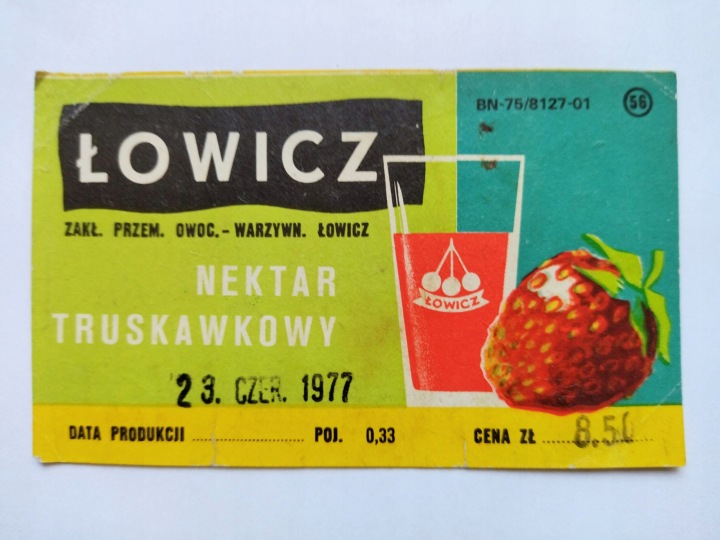 BN-75/8127-01 56
ŁOWICZ
ZAKŁ. PRZEM. OWOC.- WARZYWN. ŁOWICZ
NEKTAR
TRUSKAWKOWY
ŁOWICZ
23. CZER. 1977
DATA PRODUKCJI .................... POJ. 0,33 CENA ZŁ .................... 8.50